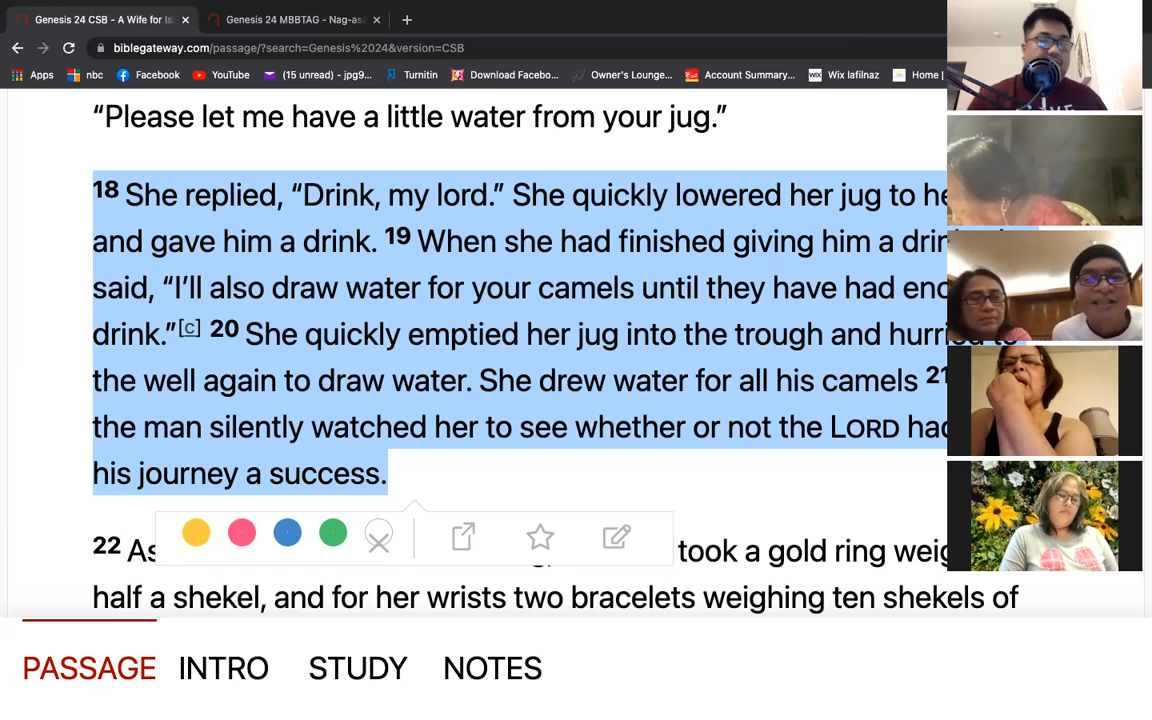 Genesis 24 CSB - A Wife for Is
Genesis 24 MBBTAG - Nag-as
biblegateway.com/passage/?search=Genesis%2024&version=CSB
Apps nbc Facebook YouTube (15 unread) - jpg9... Turnitin Download Facebo... Owner's Lounge... Account Summary... Wix lafilnaz Home |
“Please let me have a little water from your jug.”
18 She replied, “Drink, my lord.” She quickly lowered her jug to he
and gave him a drink. 19 When she had finished giving him a drin
said, “I’ll also draw water for your camels until they have had eno
drink.”[c] 20 She quickly emptied her jug into the trough and hurried to
the well again to draw water. She drew water for all his camels 21
the man silently watched her to see whether or not the LORD had
his journey a success.
22 As took a gold ring weig
half a shekel, and for her wrists two bracelets weighing ten shekels of
PASSAGE INTRO STUDY NOTES